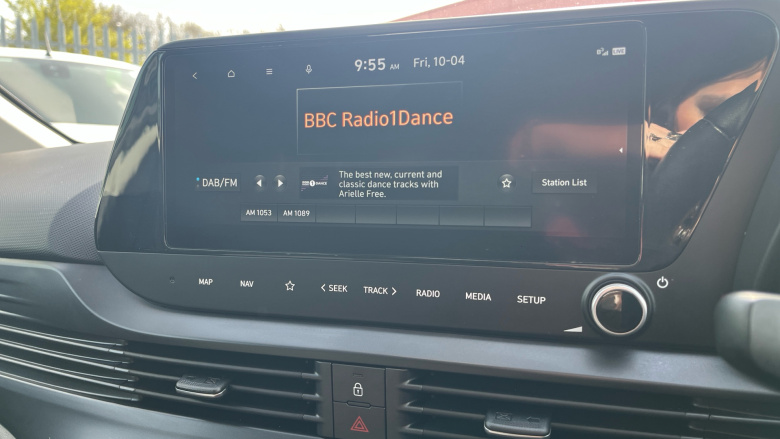 9:55 AM Fri, 10-04
LIVE
BBC Radio1Dance
DAB/FM
DANCE
The best new, current and
classic dance tracks with
Arielle Free.
Station List
AM 1053 AM 1089
MAP NAV < SEEK TRACK > RADIO MEDIA SETUP